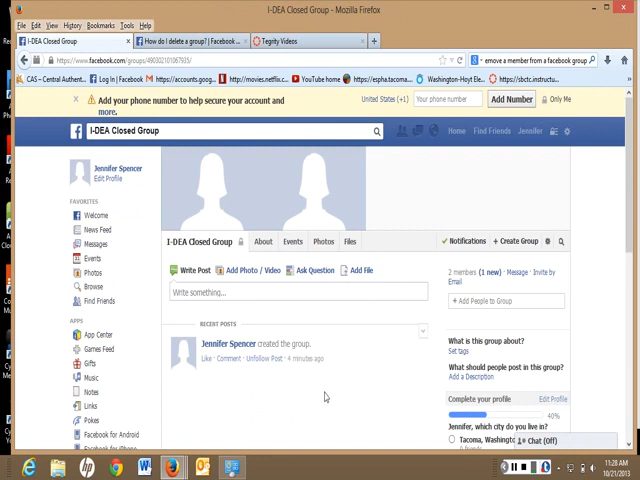 I-DEA Closed Group - Mozilla Firefox
File Edit View History Bookmarks Tools Help
I-DEA Closed Group
How do I delete a group? | Facebook ...
Tegrity Videos
https://www.facebook.com/groups/490302101067935/
emove a member from a facebook group
CAS – Central Authent...
Log In | Facebook
https://accounts.goog...
http://movies.netflix.c...
YouTube home
https://espha.tacoma...
Washington-Hoyt Ele...
https://sbctc.instructu...
Add your phone number to help secure your account and
more.
United States (+1)
Your phone number
Add Number
Only Me
I-DEA Closed Group
Home Find Friends Jennifer
Jennifer Spencer
Edit Profile
FAVORITES
Welcome
News Feed
Messages
Events
Photos
Browse
Find Friends
APPS
App Center
Games Feed
Gifts
Music
Notes
Links
Pokes
Facebook for Android
Facebook for iPhone
I-DEA Closed Group
About Events Photos Files
Notifications + Create Group
Write Post Add Photo / Video Ask Question Add File
Write something...
RECENT POSTS
Jennifer Spencer created the group.
Like · Comment · Unfollow Post · 4 minutes ago
2 members (1 new) · Message · Invite by
Email
+ Add People to Group
What is this group about?
Set tags
What should people post in this group?
Add a Description
Complete your profile Edit Profile
40%
Jennifer, which city do you live in?
Tacoma, Washington
Chat (Off)
11:28 AM
10/21/2013